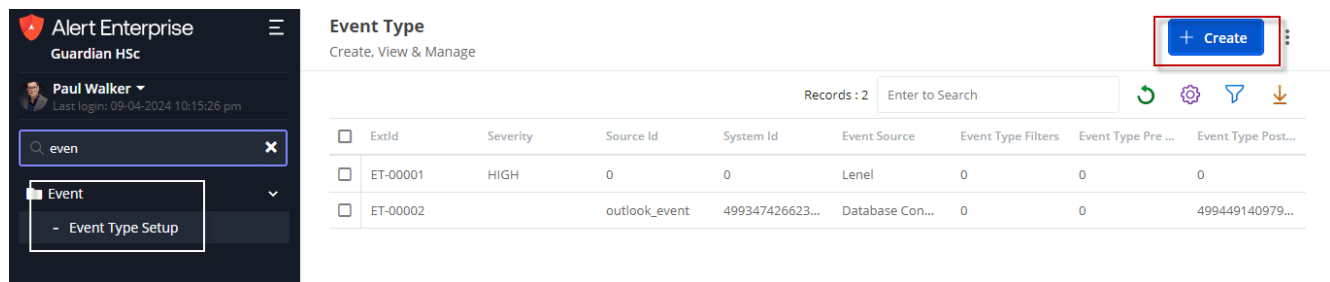 Alert Enterprise
Guardian HSc
Paul Walker
Last login: 09-04-2024 10:15:26 pm
even
Event
- Event Type Setup
Event Type
Create, View & Manage
+ Create
Records : 2 Enter to Search
ExtId Severity Source Id System Id Event Source Event Type Filters Event Type Pre ... Event Type Post...
ET-00001 HIGH 0 0 Lenel 0 0 0
ET-00002 outlook_event 499347426623... Database Con... 0 0 499449140979...